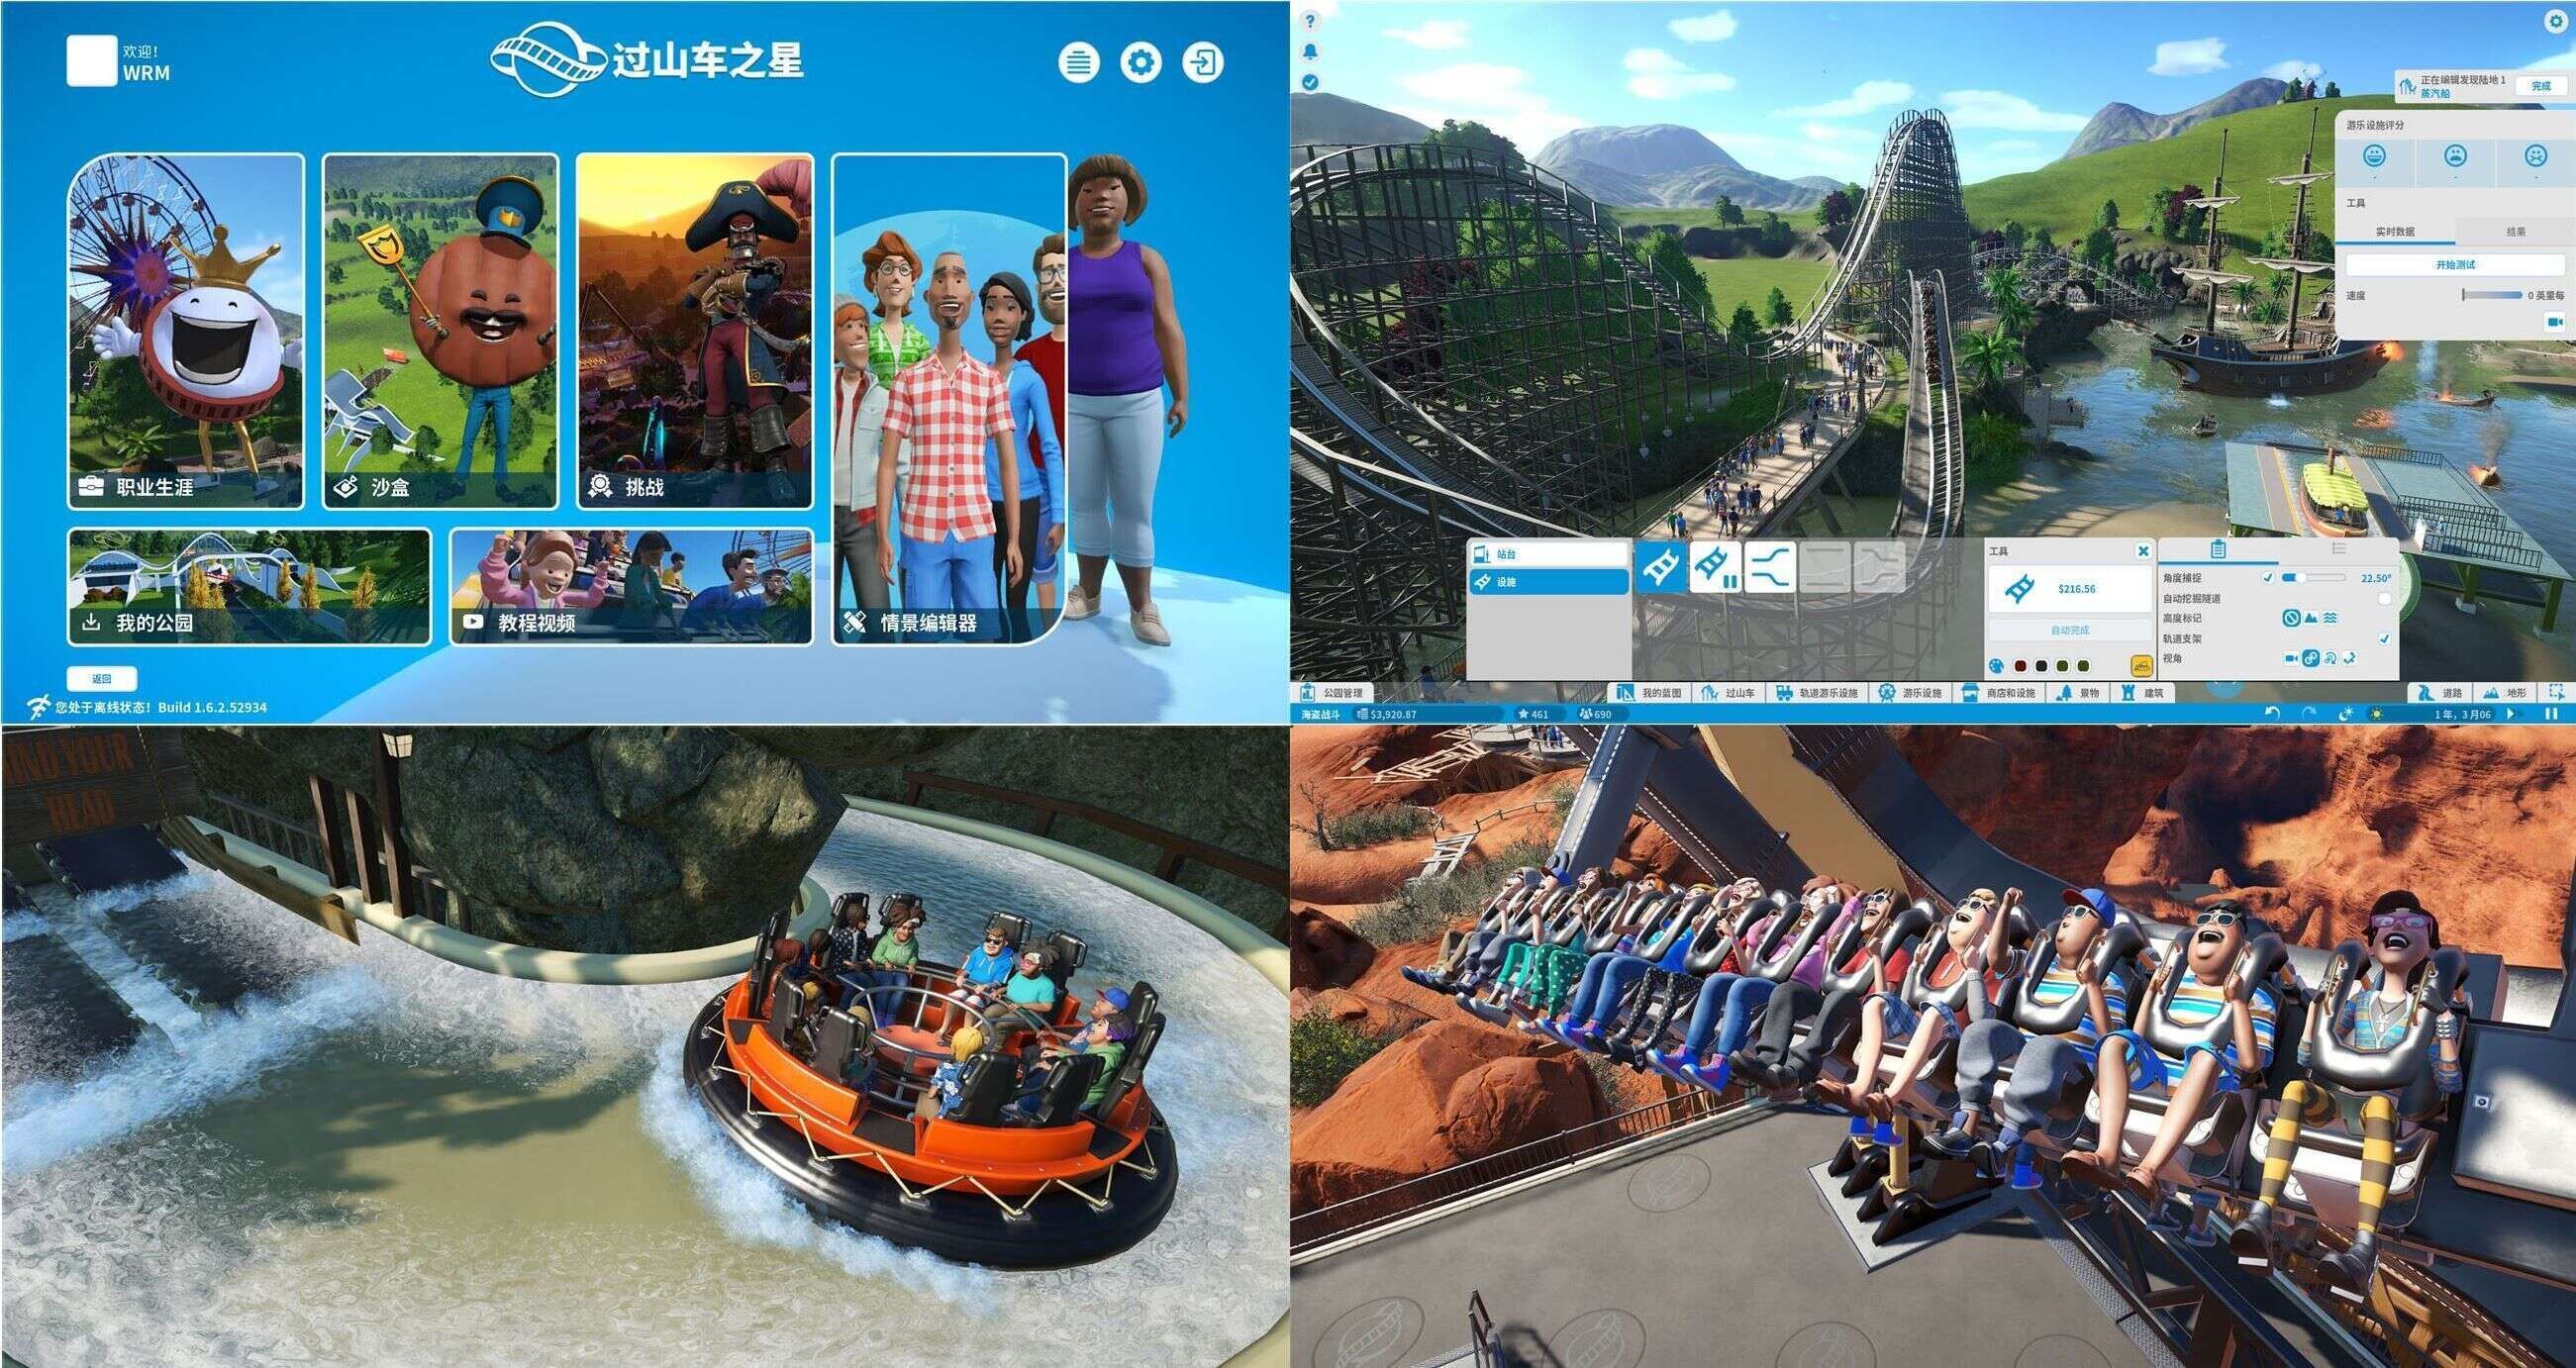 欢迎!
WRM
过山车之星
职业生涯
沙盒
挑战
我的公园
教程视频
情景编辑器
返回
您处于离线状态! Build 1.6.2.52934
?
正在编辑发现陆地 1
蒸汽船
完成
游乐设施评分
-
-
-
工具
实时数据
结果
开始测试
速度
0 英里每
站台
设施
工具
$216.56
自动完成
角度捕捉
22.50°
自动挖掘隧道
高度标记
轨道支架
视角
公园管理
我的蓝图
过山车
轨道游乐设施
游乐设施
商店和设施
景物
建筑
道路
地形
海盗战斗
$3,920.87
461
690
1 年, 3 月06
IND YOUR
HEAD